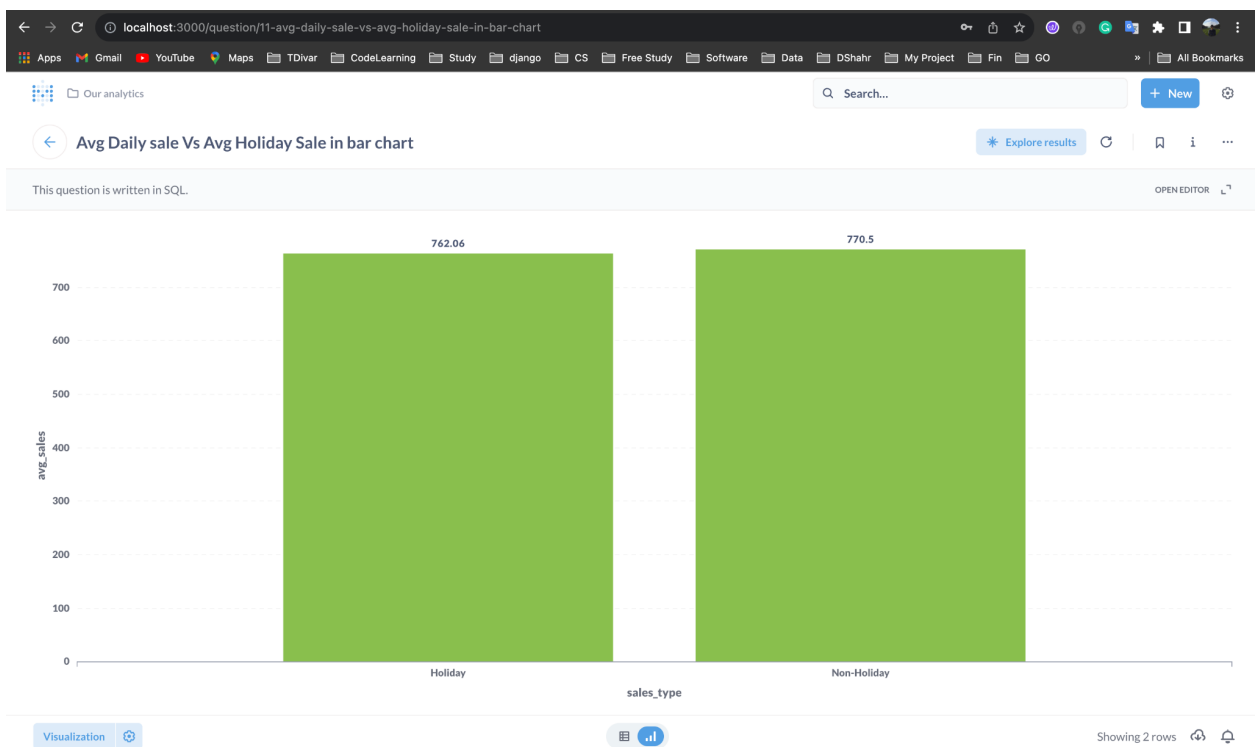 localhost:3000/question/11-avg-daily-sale-vs-avg-holiday-sale-in-bar-chart
Apps Gmail YouTube Maps TDivar CodeLearning Study django CS Free Study Software Data DShahr My Project Fin GO » All Bookmarks
Our analytics Search... + New
Avg Daily sale Vs Avg Holiday Sale in bar chart Explore results
This question is written in SQL. OPEN EDITOR
762.06 770.5
700
600
500
400
300
200
100
0
avg_sales
Holiday Non-Holiday
sales_type
Visualization Showing 2 rows